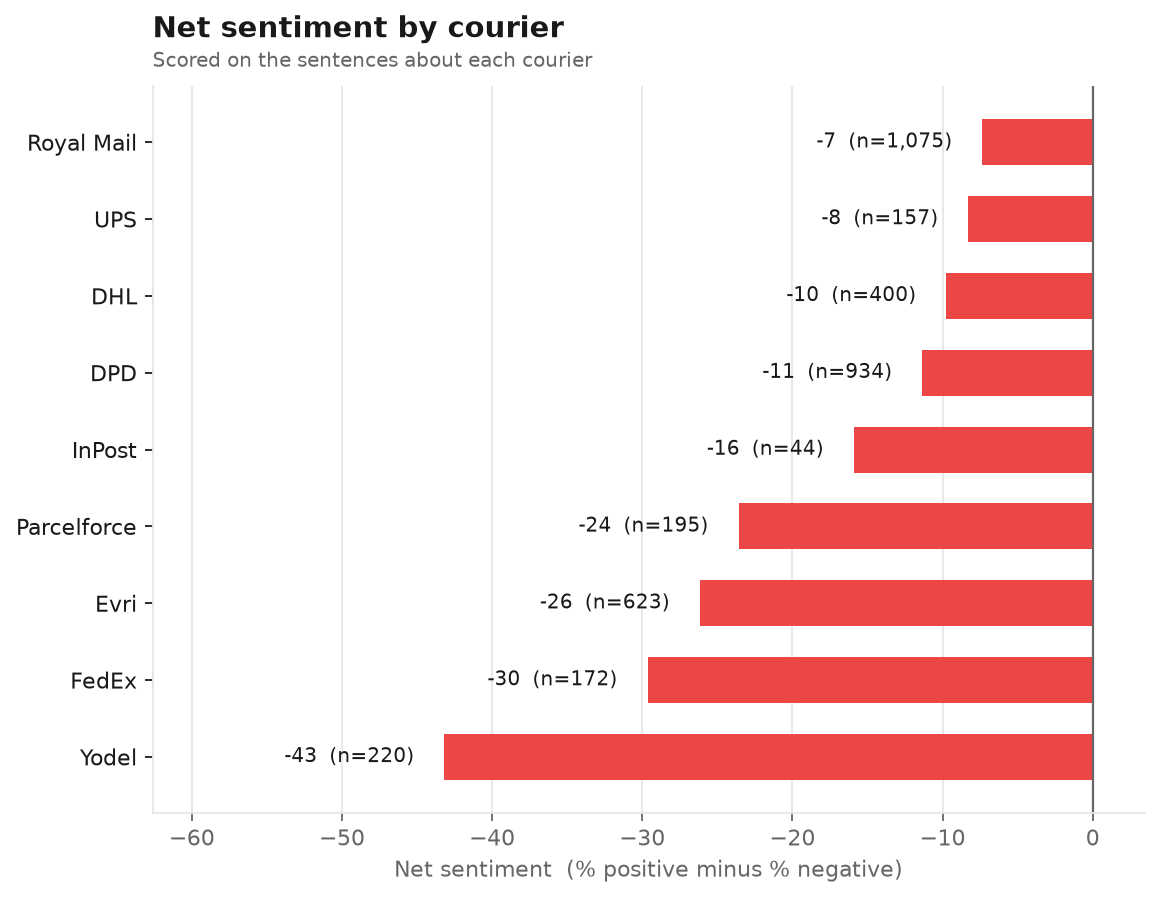 Net sentiment by courier
Scored on the sentences about each courier
Royal Mail -7 (n=1,075)
UPS -8 (n=157)
DHL -10 (n=400)
DPD -11 (n=934)
InPost -16 (n=44)
Parcelforce -24 (n=195)
Evri -26 (n=623)
FedEx -30 (n=172)
Yodel -43 (n=220)
−60 −50 −40 −30 −20 −10 0
Net sentiment (% positive minus % negative)